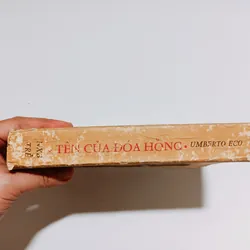 TÊN CỦA ĐÓA HỒNG • UMBERTO ECO